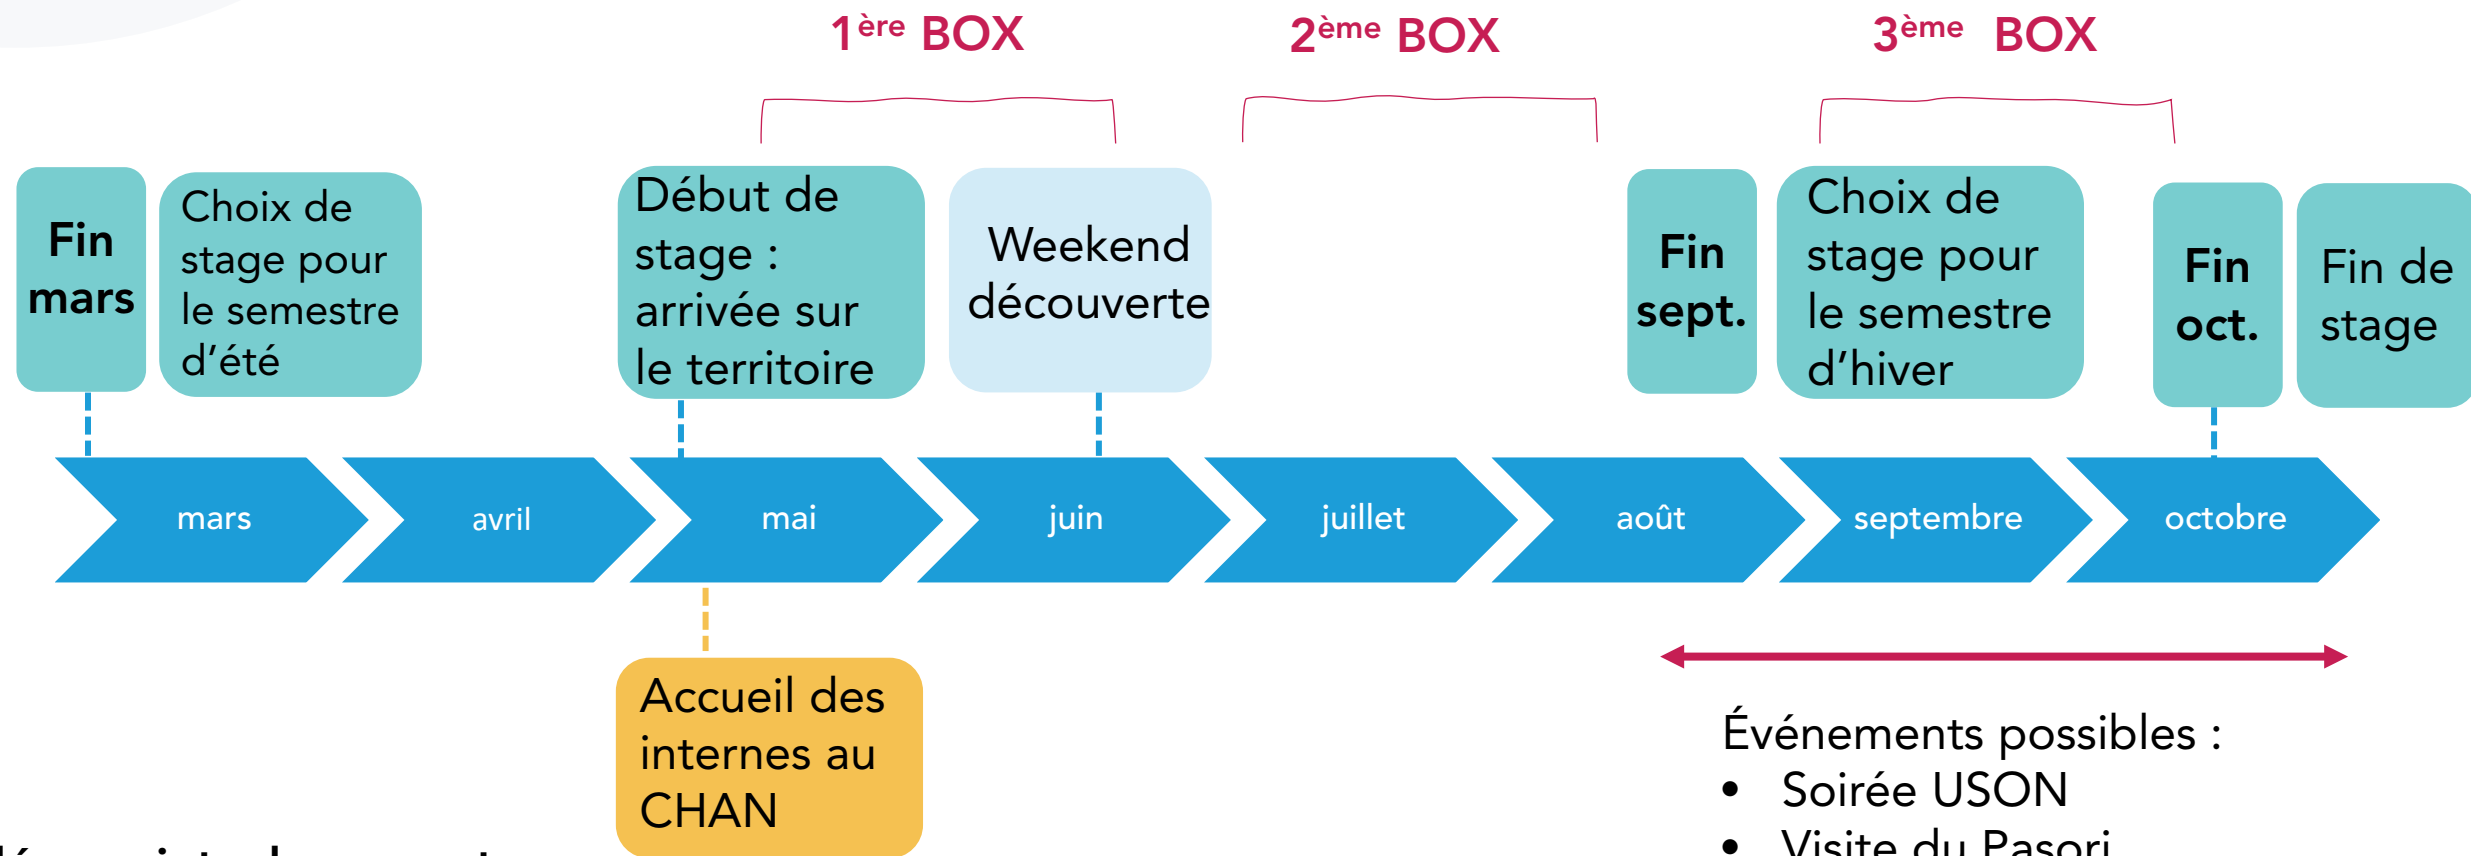 1ère BOX
2ème BOX
3ème BOX
Fin
mars
Choix de
stage pour
le semestre
d'été
Début de
stage :
arrivée sur
le territoire
Weekend
découverte
Fin
sept.
Choix de
stage pour
le semestre
d'hiver
Fin
oct.
Fin de
stage
mars
avril
mai
juin
juillet
août
septembre
octobre
Accueil des
internes au
CHAN
Événements possibles :
• Soirée USON
• Visite du Pasori